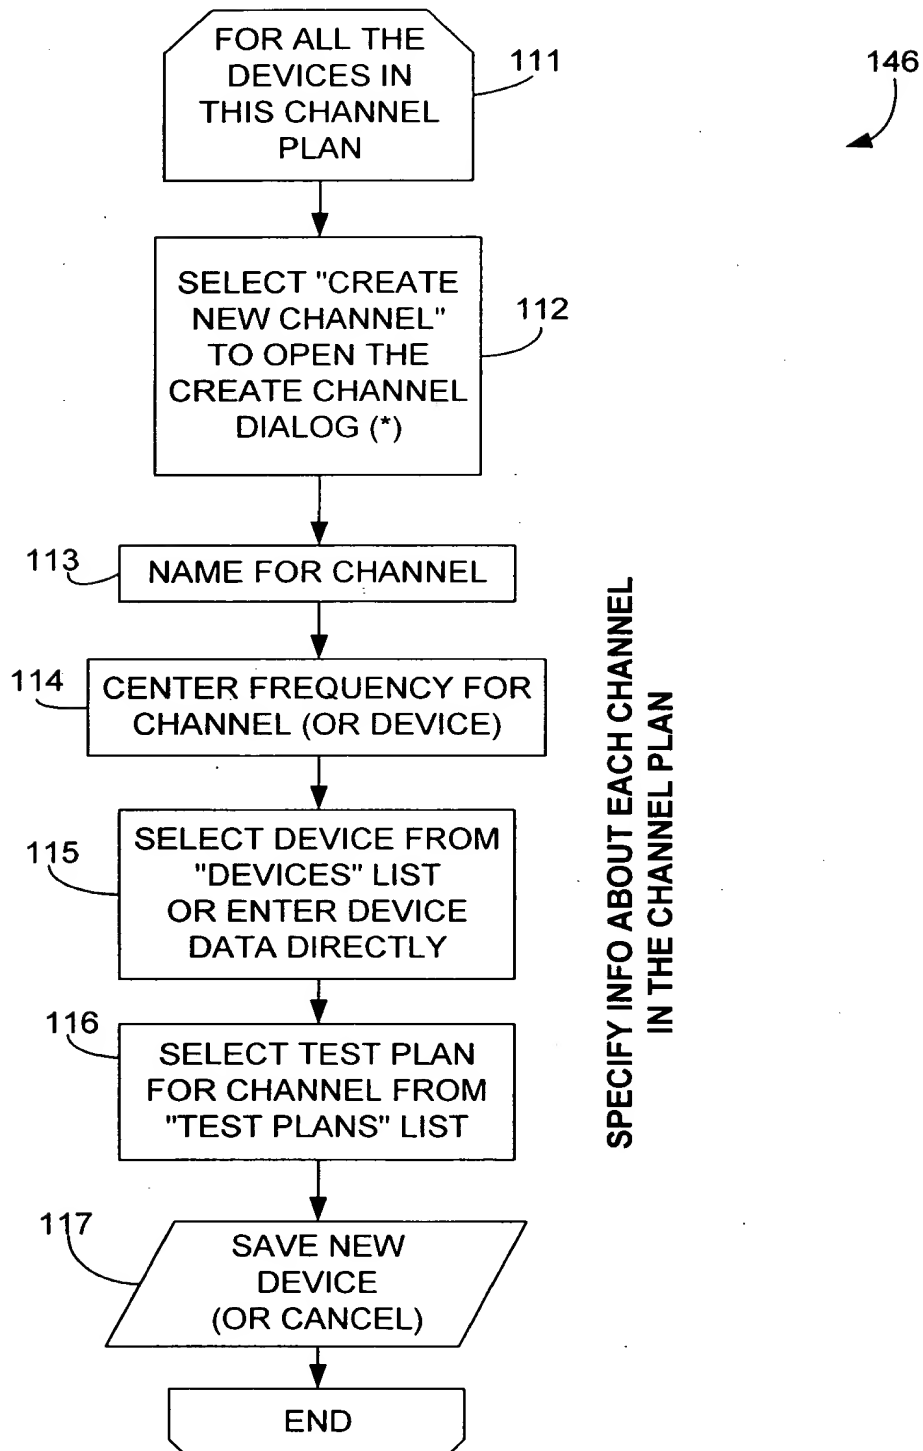 FOR ALL THE
DEVICES IN
THIS CHANNEL
PLAN
111
146
SELECT "CREATE
NEW CHANNEL"
TO OPEN THE
CREATE CHANNEL
DIALOG (*)
112
113
NAME FOR CHANNEL
114
CENTER FREQUENCY FOR
CHANNEL (OR DEVICE)
115
SELECT DEVICE FROM
"DEVICES" LIST
OR ENTER DEVICE
DATA DIRECTLY
116
SELECT TEST PLAN
FOR CHANNEL FROM
"TEST PLANS" LIST
117
SAVE NEW
DEVICE
(OR CANCEL)
END
SPECIFY INFO ABOUT EACH CHANNEL
IN THE CHANNEL PLAN